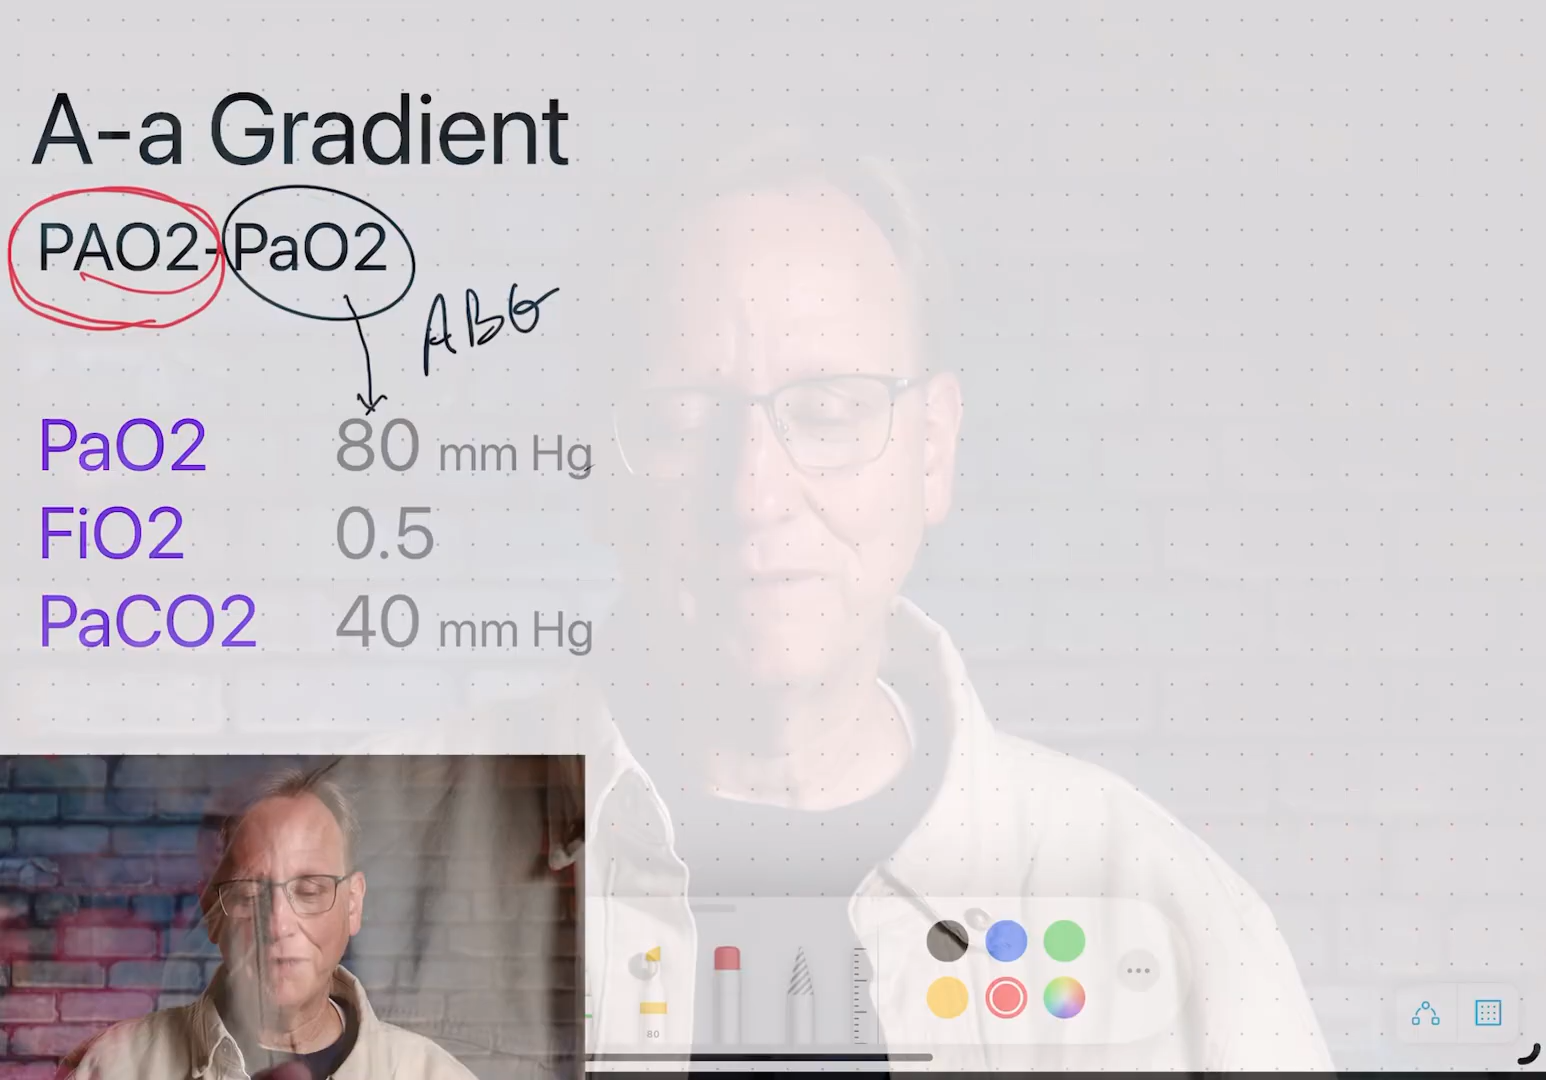 A-a Gradient
PAO2-PaO2
ABG
PaO2 80 mm Hg
FiO2 0.5
PaCO2 40 mm Hg
80